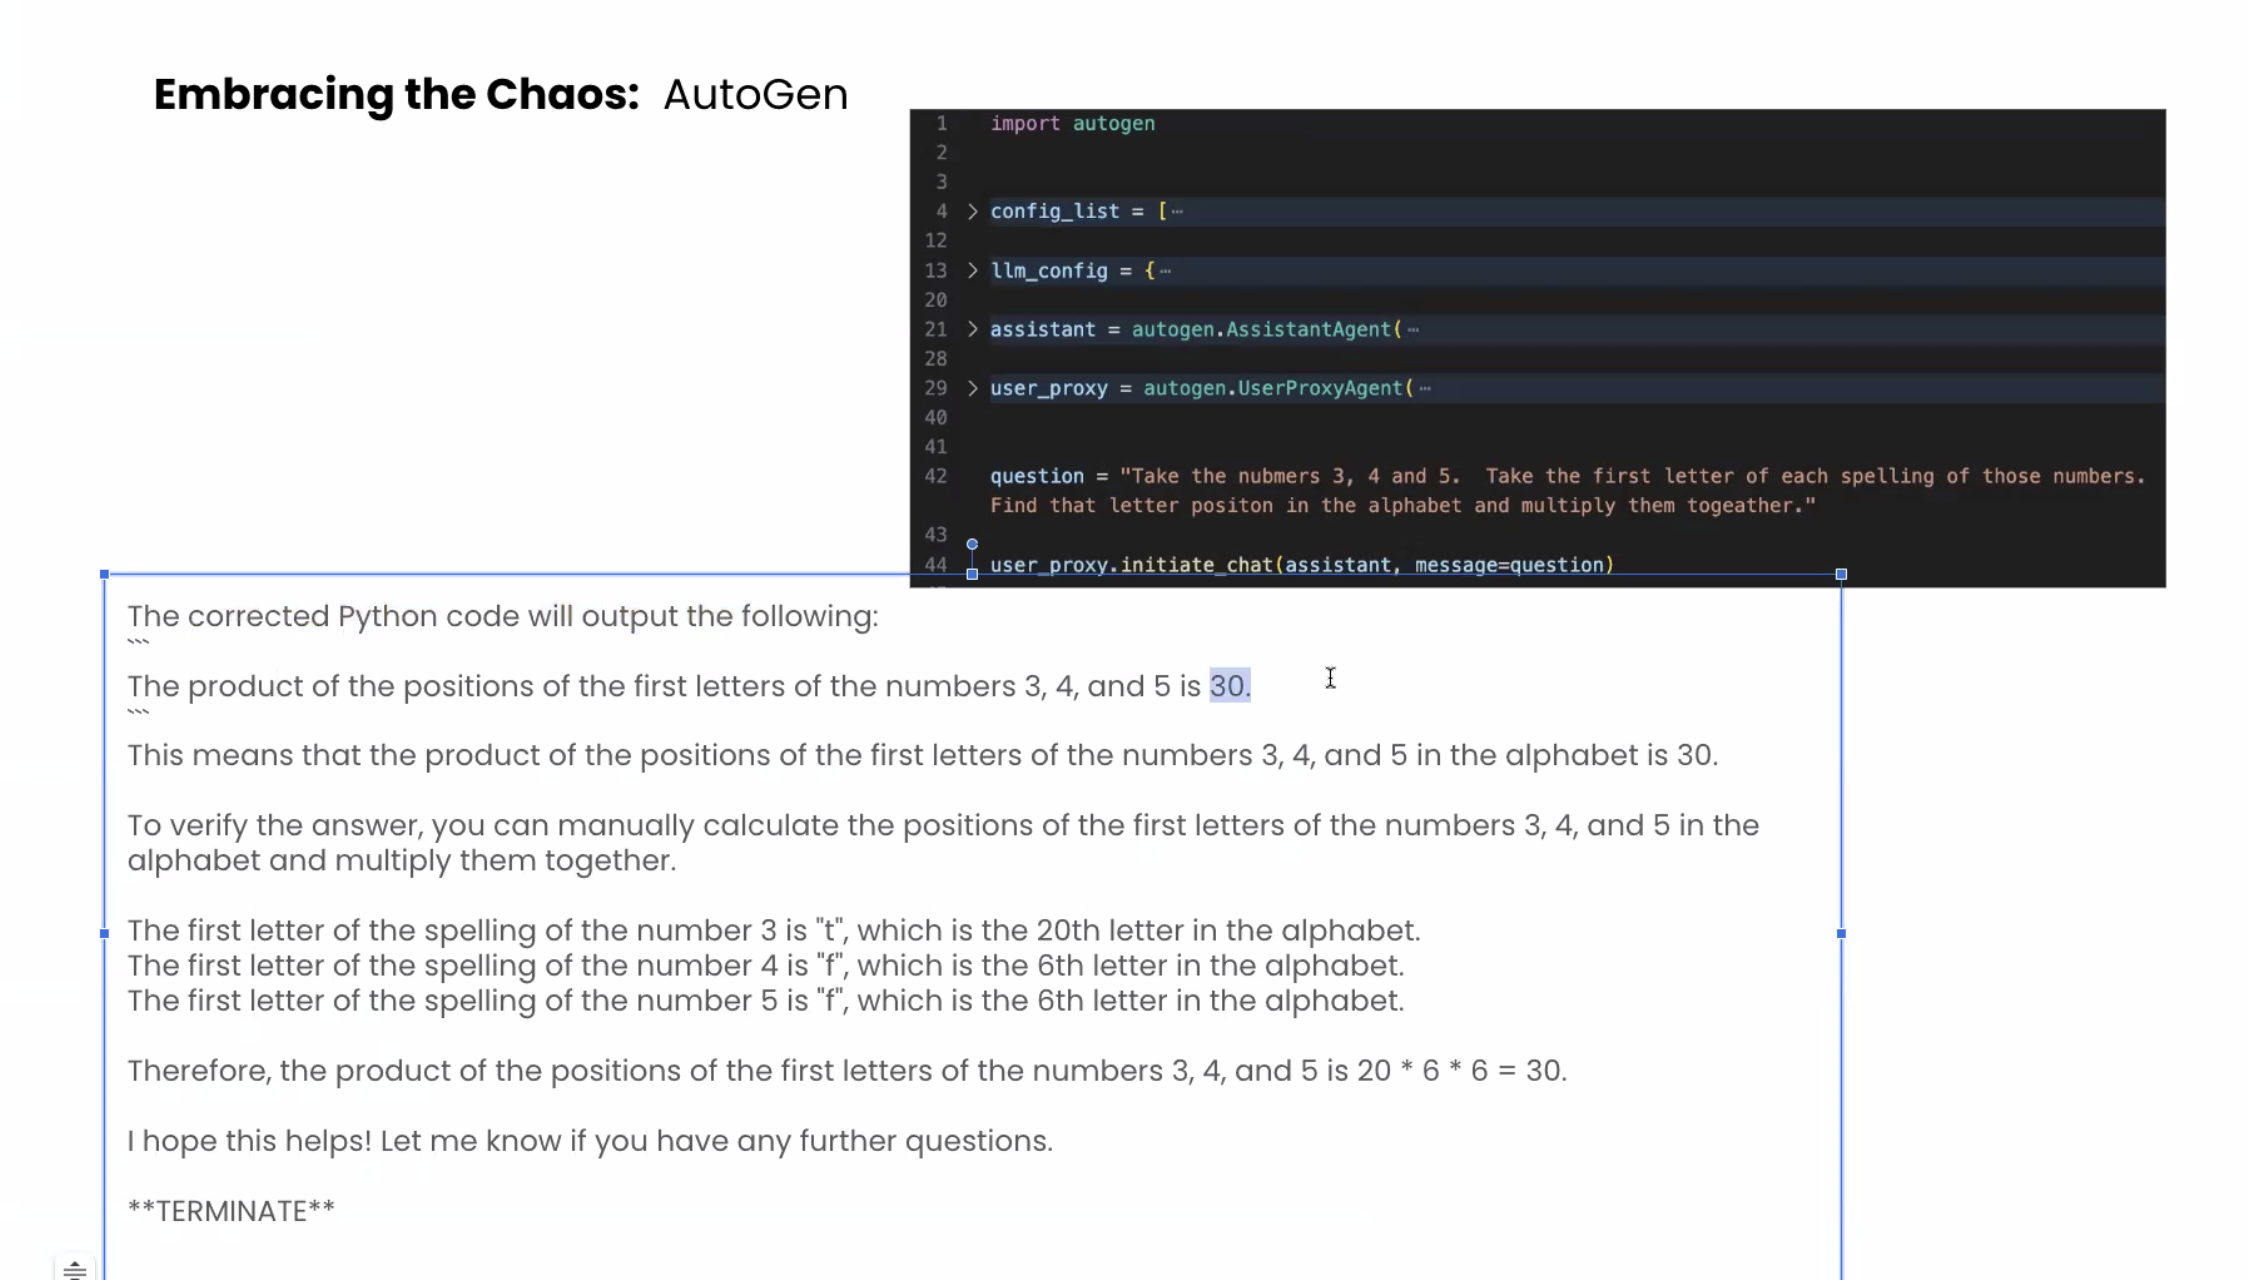 Embracing the Chaos: AutoGen
1 import autogen
2
3
4 > config_list = [⋯
12
13 > llm_config = {⋯
20
21 > assistant = autogen.AssistantAgent(⋯
28
29 > user_proxy = autogen.UserProxyAgent(⋯
40
41
42 question = "Take the nubmers 3, 4 and 5.  Take the first letter of each spelling of those numbers.
Find that letter positon in the alphabet and multiply them togeather."
43
44 user_proxy.initiate_chat(assistant, message=question)
The corrected Python code will output the following:
```
The product of the positions of the first letters of the numbers 3, 4, and 5 is 30.
```
This means that the product of the positions of the first letters of the numbers 3, 4, and 5 in the alphabet is 30.
To verify the answer, you can manually calculate the positions of the first letters of the numbers 3, 4, and 5 in the
alphabet and multiply them together.
The first letter of the spelling of the number 3 is "t", which is the 20th letter in the alphabet.
The first letter of the spelling of the number 4 is "f", which is the 6th letter in the alphabet.
The first letter of the spelling of the number 5 is "f", which is the 6th letter in the alphabet.
Therefore, the product of the positions of the first letters of the numbers 3, 4, and 5 is 20 * 6 * 6 = 30.
I hope this helps! Let me know if you have any further questions.
**TERMINATE**